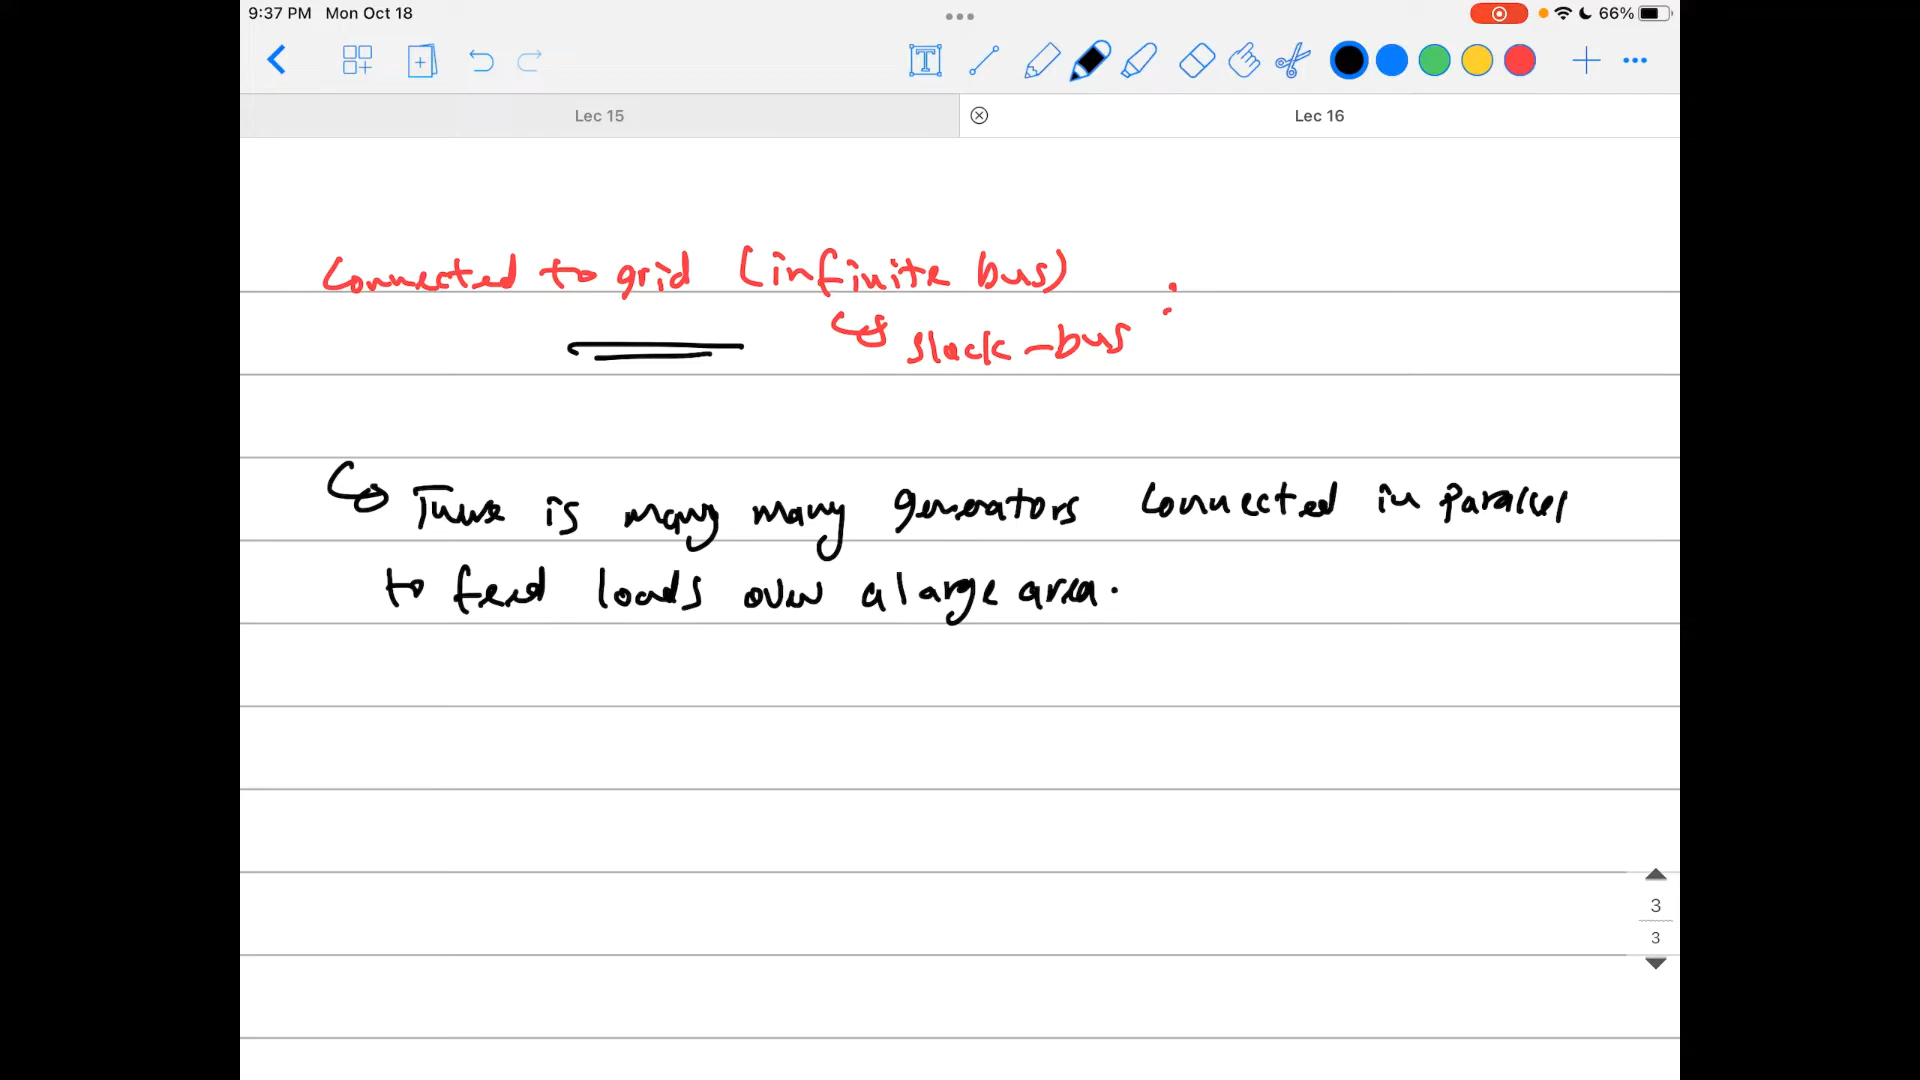 9:37 PM Mon Oct 18
66%
Lec 15
Lec 16
Connected to grid (infinite bus) :
slack-bus
There is many many generators connected in parallel
to feed loads over a large area.
3
3